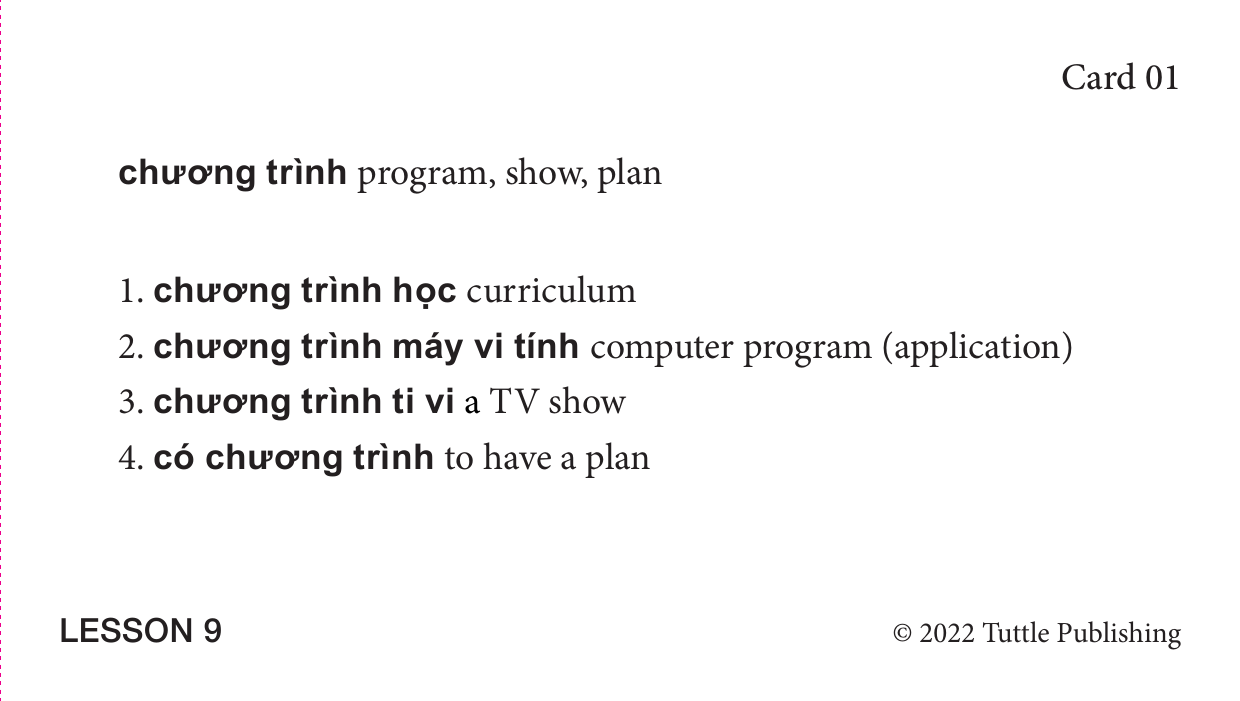 Card 01
chương trình program, show, plan
1. chương trình học curriculum
2. chương trình máy vi tính computer program (application)
3. chương trình ti vi a TV show
4. có chương trình to have a plan
LESSON 9
© 2022 Tuttle Publishing